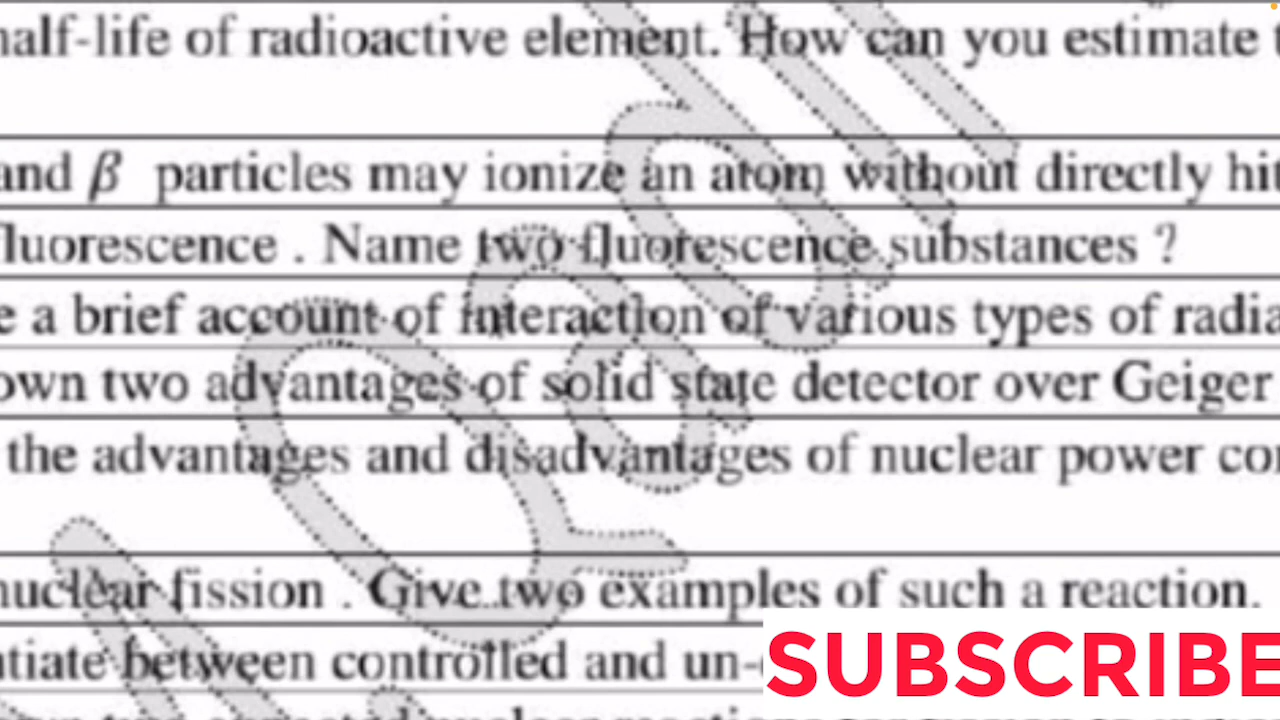 half-life of radioactive element. How can you estimate
and β particles may ionize an atom without directly hit
fluorescence . Name two fluorescence substances ?
e a brief account of interaction of various types of radia
own two advantages of solid state detector over Geiger
the advantages and disadvantages of nuclear power co
nuclear fission . Give two examples of such a reaction.
ntiate between controlled and un-
SUBSCRIBE